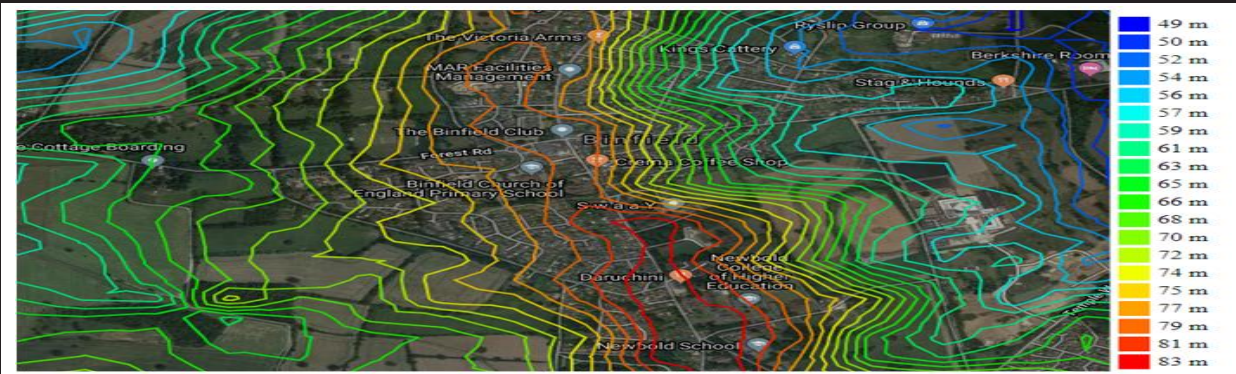 Ryslip Group
The Victoria Arms
Kings Cattery
Berkshire Room
MAR Facilities
Management
Stag & Hounds
The Binfield Club
Binfield
e Cottage Boarding
Forest Rd
Crema Coffee Shop
Binfield Church of
England Primary School
S w a a Y
Newbold
College
of Higher
Education
Daruchini
Newbold School
49 m
50 m
52 m
54 m
56 m
57 m
59 m
61 m
63 m
65 m
66 m
68 m
70 m
72 m
74 m
75 m
77 m
79 m
81 m
83 m